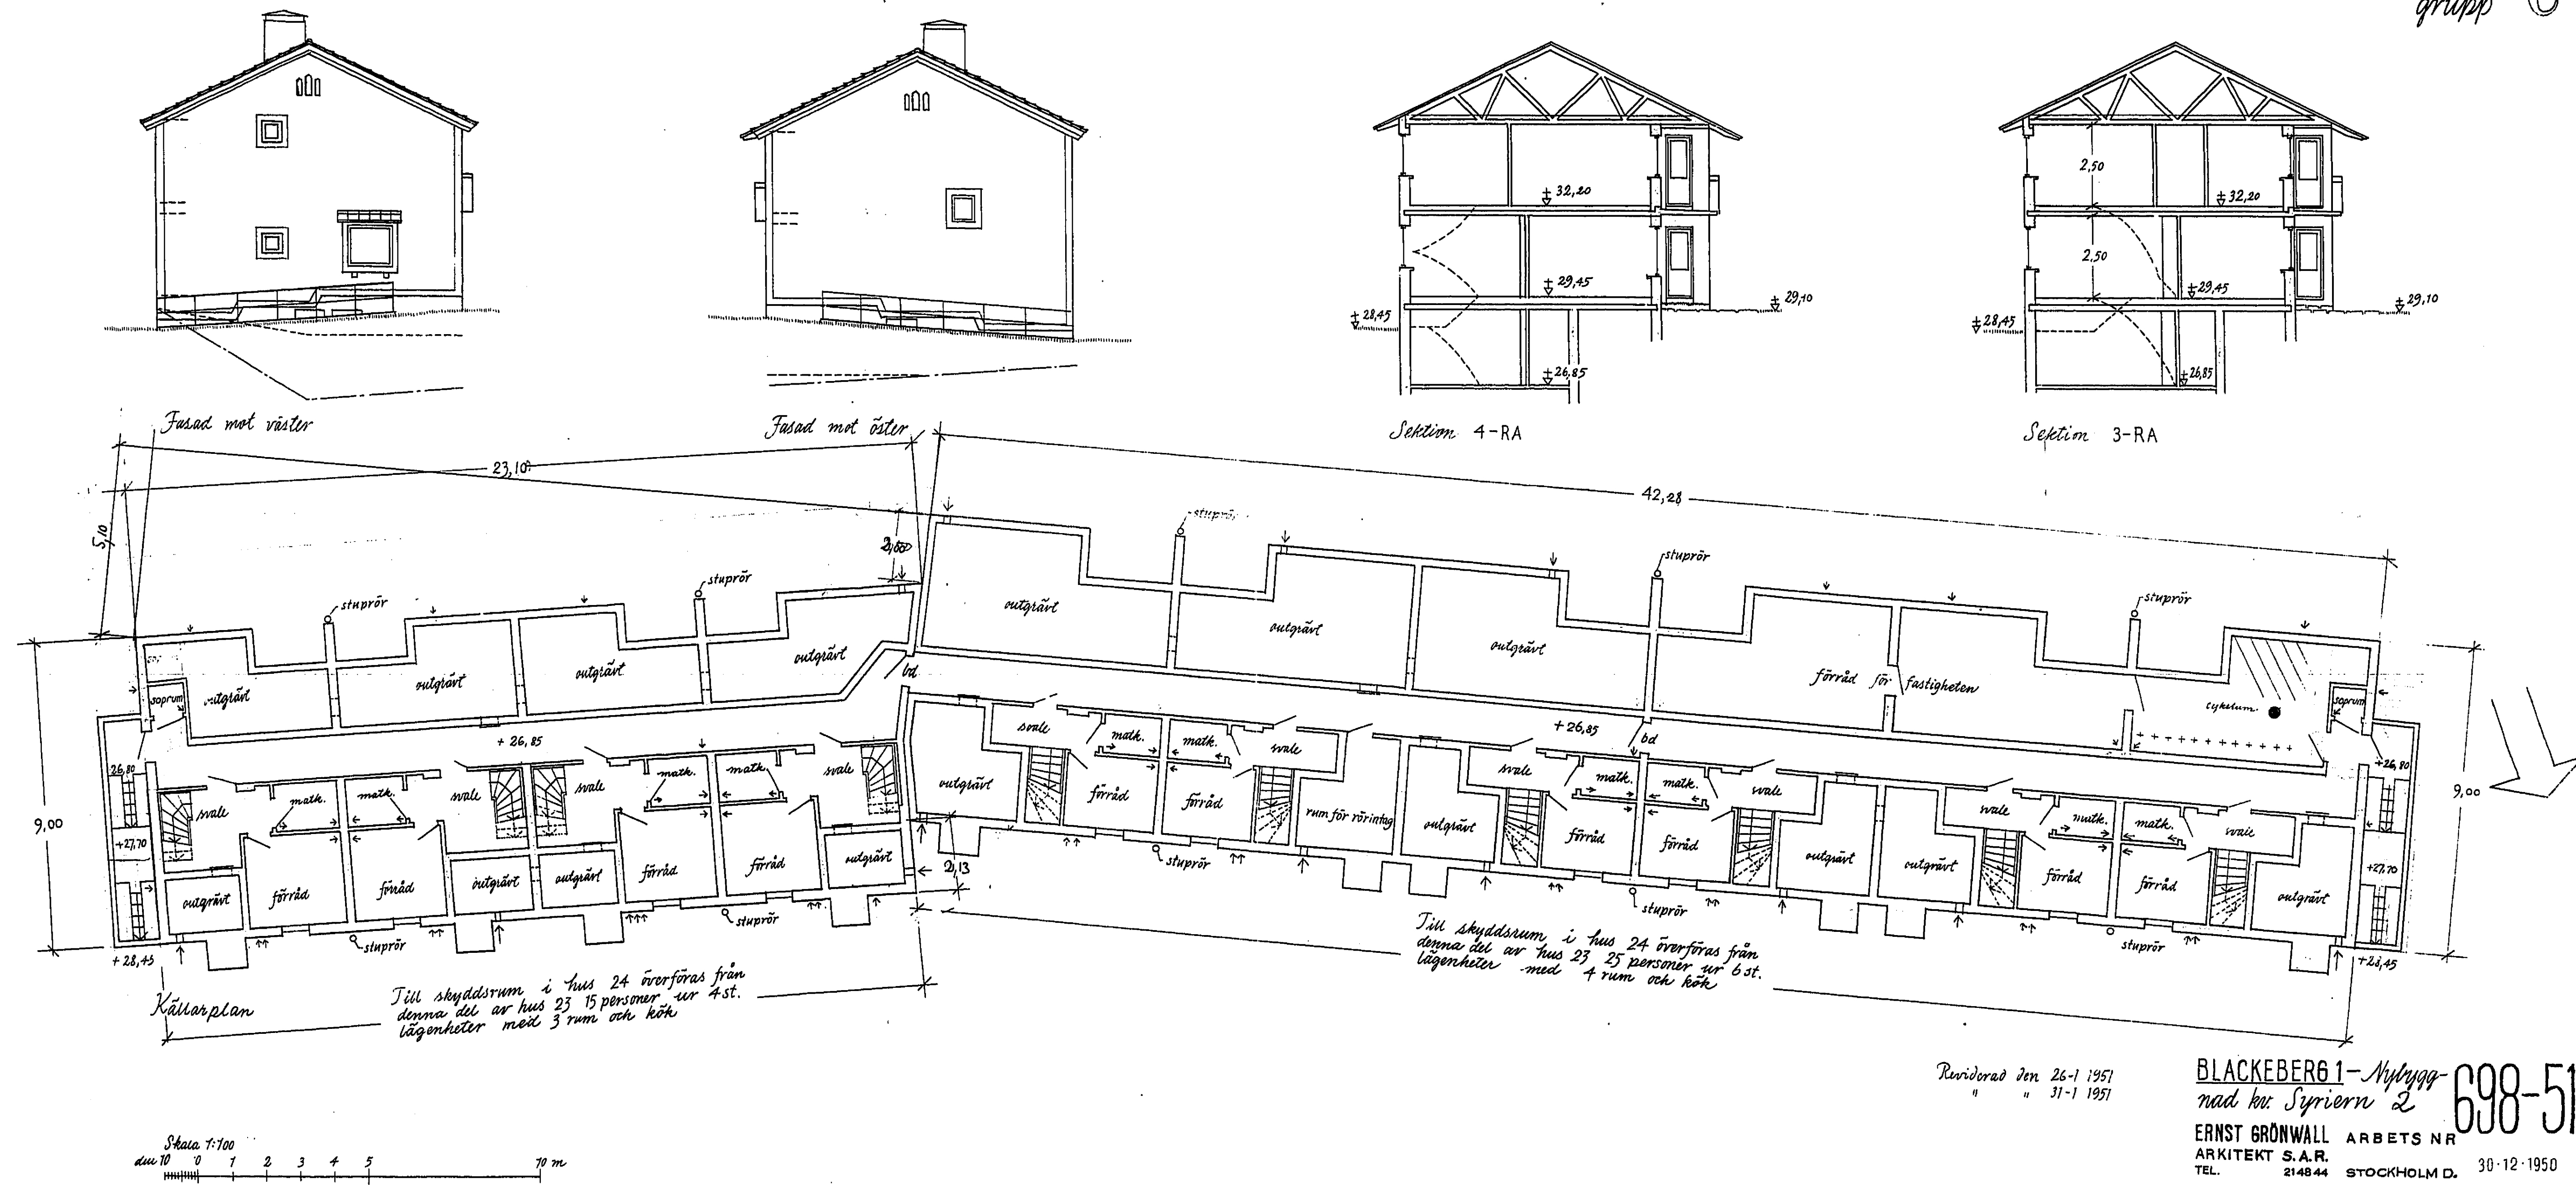 grupp C
2,50
2,50
+ 32,20
+ 29,45
+ 28,45
+ 29,10
+ 26,85
+ 32,20
+ 29,45
+ 28,45
+ 29,10
+ 26,85
Fasad mot väster
Fasad mot öster
Sektion 4-RA
Sektion 3-RA
23,10
42,28
5,10
stuprör
stuprör
stuprör
stuprör
stuprör
outgrävt
outgrävt
outgrävt
outgrävt
outgrävt
outgrävt
outgrävt
förråd för fastigheten
cykelrum
soprum
soprum
bd
bd
+ 26,85
+ 26,85
26,80
+26,80
9,00
9,00
+27,70
+27,70
svale
matk.
matk.
svale
svale
matk.
matk.
svale
svale
matk.
matk.
svale
svale
matk.
matk.
svale
svale
matk.
matk.
svale
outgrävt
förråd
förråd
outgrävt
outgrävt
förråd
förråd
outgrävt
outgrävt
förråd
förråd
rum för rörintag
outgrävt
förråd
förråd
outgrävt
outgrävt
förråd
förråd
outgrävt
2,13
stuprör
stuprör
stuprör
stuprör
stuprör
+ 28,45
+28,45
Källarplan
Till skyddsrum i hus 24 överföras från
denna del av hus 23 15 personer ur 4 st.
lägenheter med 3 rum och kök
Till skyddsrum i hus 24 överföras från
denna del av hus 23 25 personer ur 6 st.
lägenheter med 4 rum och kök
Reviderad den 26-1 1951
" " 31-1 1951
BLACKEBERG 1 - Nybygg-
nad kv. Syriern 2
698-51
ERNST GRÖNWALL ARBETS NR
ARKITEKT S.A.R.
TEL. 214844 STOCKHOLM D. 30·12·1950
Skala 1:100
dm 10 0 1 2 3 4 5 10 m